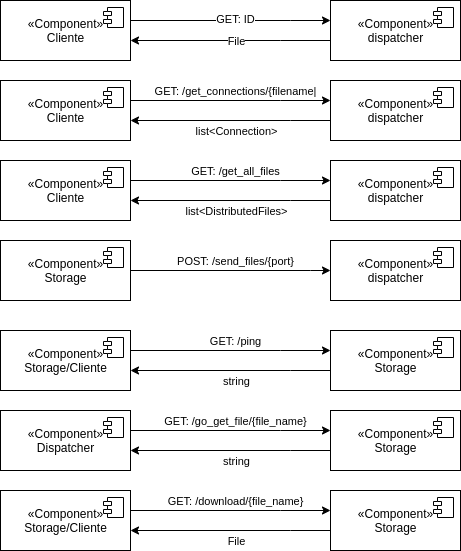 «Component»
Cliente
GET: ID
File
«Component»
dispatcher
«Component»
Cliente
GET: /get_connections/{filename|
list<Connection>
«Component»
dispatcher
«Component»
Cliente
GET: /get_all_files
list<DistributedFiles>
«Component»
dispatcher
«Component»
Storage
POST: /send_files/{port}
«Component»
dispatcher
«Component»
Storage/Cliente
GET: /ping
string
«Component»
Storage
«Component»
Dispatcher
GET: /go_get_file/{file_name}
string
«Component»
Storage
«Component»
Storage/Cliente
GET: /download/{file_name}
File
«Component»
Storage